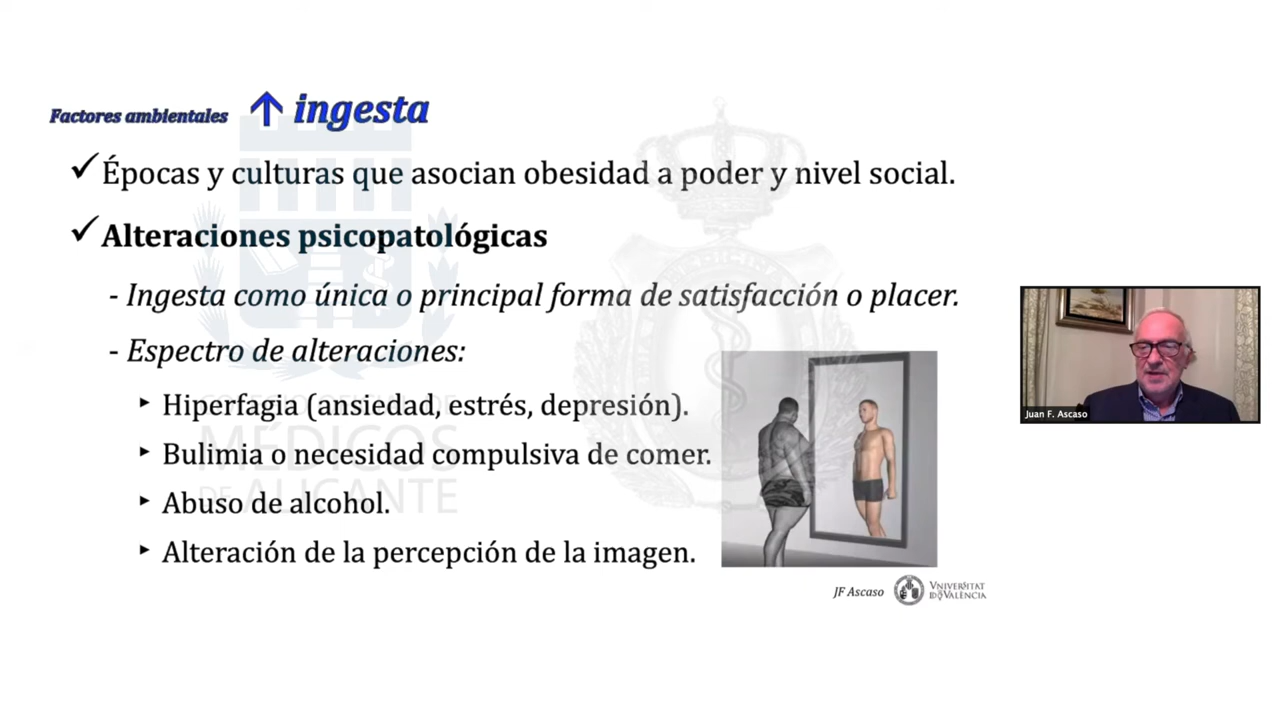 Factores ambientales ↑ ingesta
✓ Épocas y culturas que asocian obesidad a poder y nivel social.
✓ Alteraciones psicopatológicas
- Ingesta como única o principal forma de satisfacción o placer.
- Espectro de alteraciones:
‣ Hiperfagia (ansiedad, estrés, depresión).
‣ Bulimia o necesidad compulsiva de comer.
‣ Abuso de alcohol.
‣ Alteración de la percepción de la imagen.
MÉDICOS
DE ALICANTE
MEDICINA
Juan F. Ascaso
JF Ascaso
VNIVERSITAT
ID VALÈNCIA